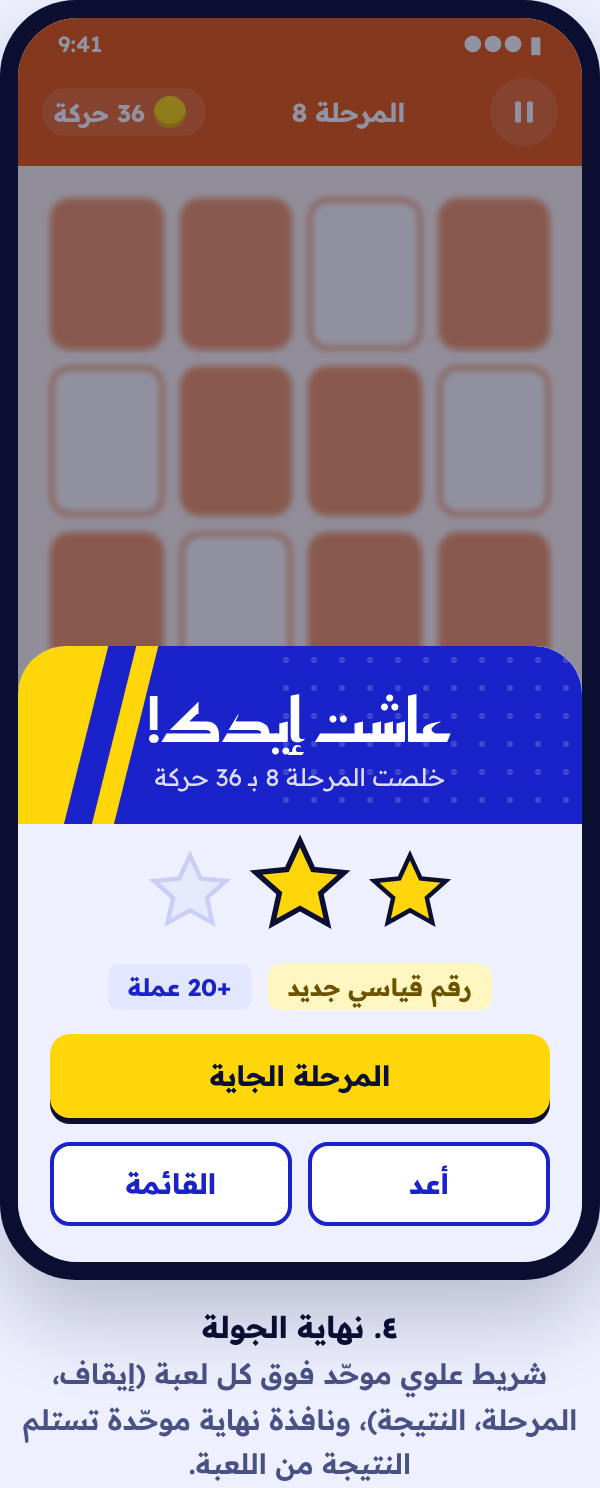 9:41
المرحلة 8
36 حركة
عاشت إيدك!
خلصت المرحلة 8 بـ 36 حركة
رقم قياسي جديد
+20 عملة
المرحلة الجاية
أعد
القائمة
٤. نهاية الجولة
شريط علوي موحّد فوق كل لعبة (إيقاف،
المرحلة، النتيجة)، ونافذة نهاية موحّدة تستلم
النتيجة من اللعبة.